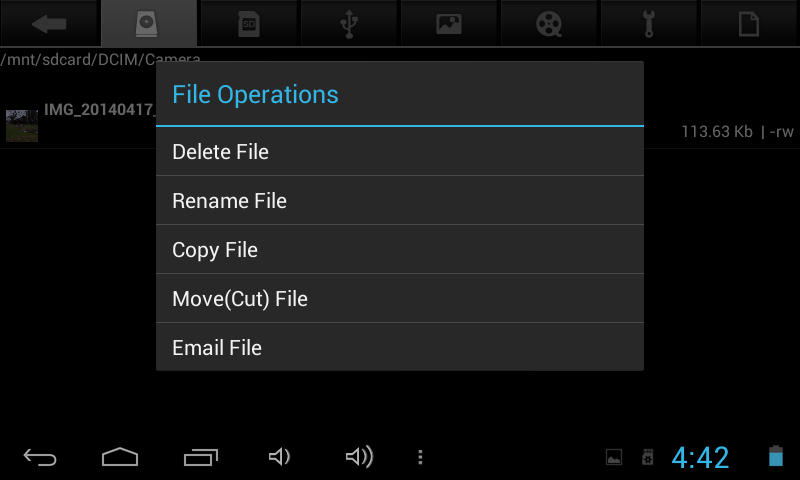 SD
/mnt/sdcard/DCIM/Camera
IMG_20140417_
113.63 Kb | -rw
File Operations
Delete File
Rename File
Copy File
Move(Cut) File
Email File
4:42